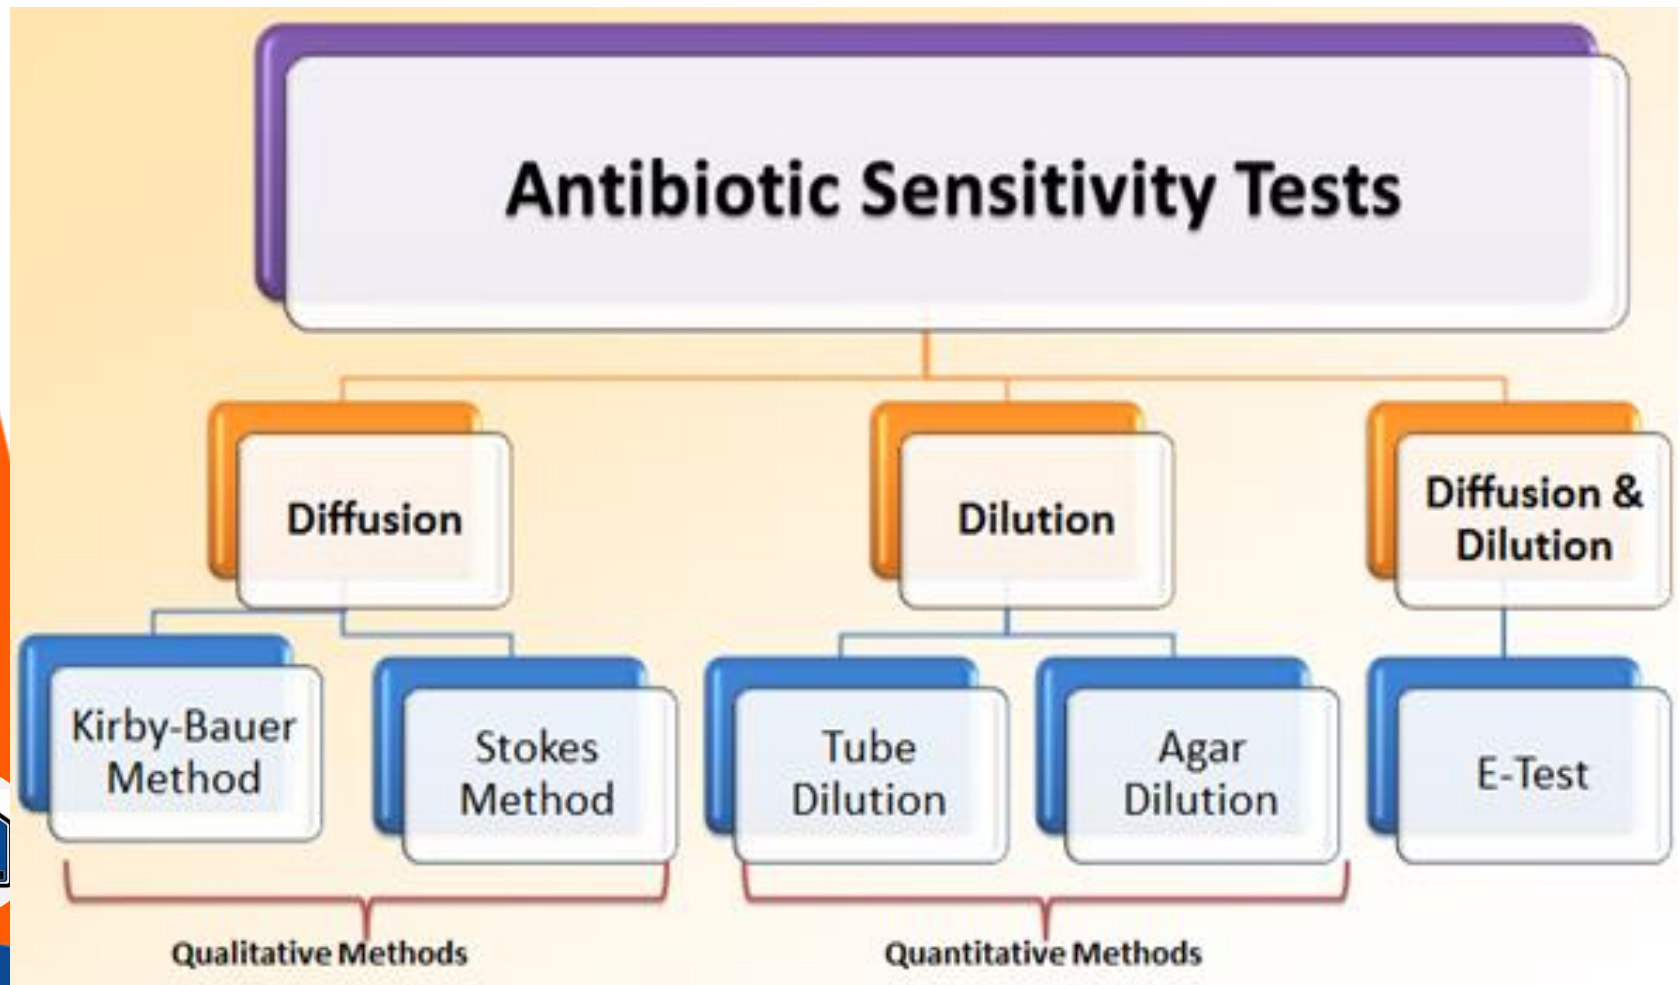 Antibiotic Sensitivity Tests
Diffusion
Dilution
Diffusion &
Dilution
Kirby-Bauer
Method
Stokes
Method
Tube
Dilution
Agar
Dilution
E-Test
Qualitative Methods
Quantitative Methods